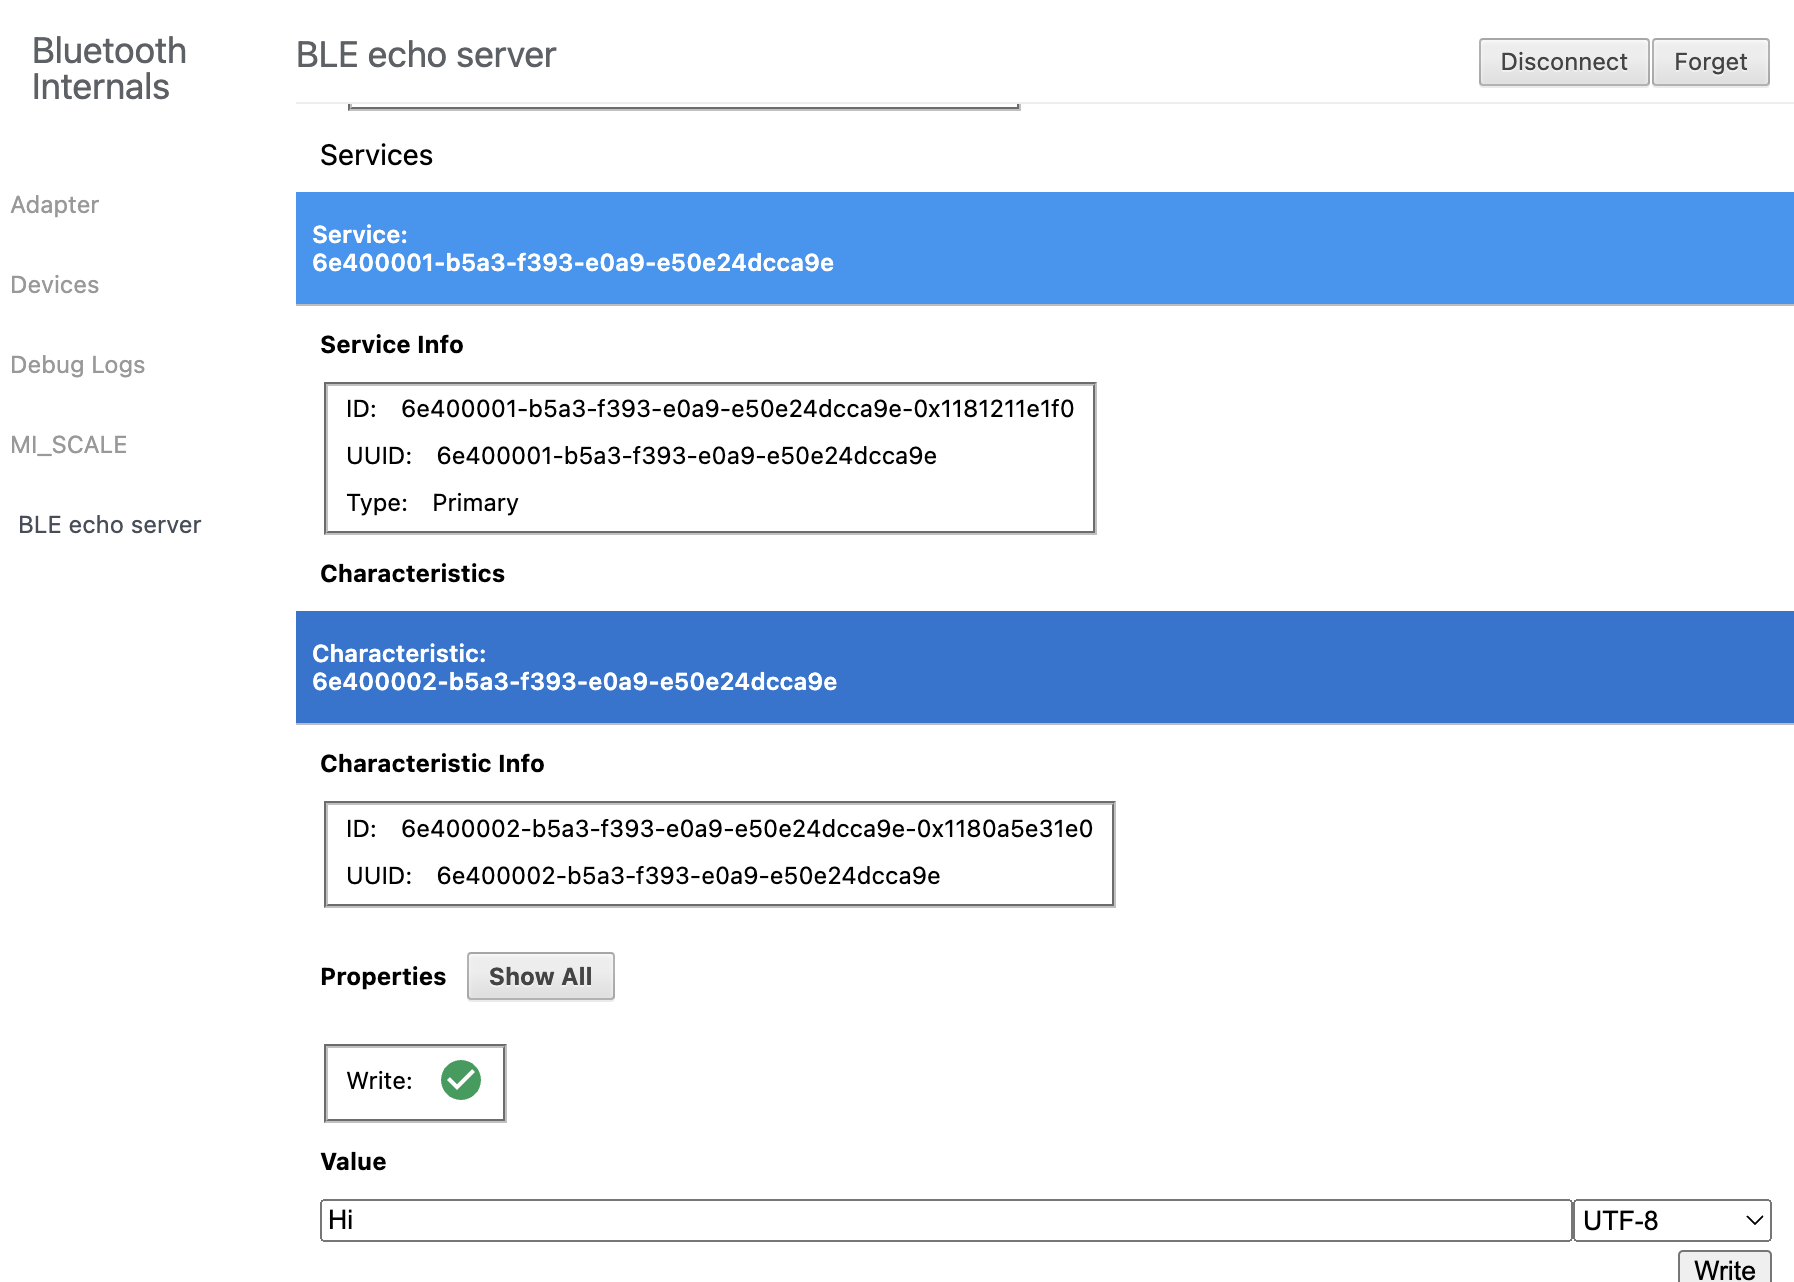 Bluetooth
Internals
Adapter
Devices
Debug Logs
MI_SCALE
BLE echo server
BLE echo server
Disconnect
Forget
Services
Service:
6e400001-b5a3-f393-e0a9-e50e24dcca9e
Service Info
ID: 6e400001-b5a3-f393-e0a9-e50e24dcca9e-0x1181211e1f0
UUID: 6e400001-b5a3-f393-e0a9-e50e24dcca9e
Type: Primary
Characteristics
Characteristic:
6e400002-b5a3-f393-e0a9-e50e24dcca9e
Characteristic Info
ID: 6e400002-b5a3-f393-e0a9-e50e24dcca9e-0x1180a5e31e0
UUID: 6e400002-b5a3-f393-e0a9-e50e24dcca9e
Properties Show All
Write:
Value
Hi UTF-8
Write